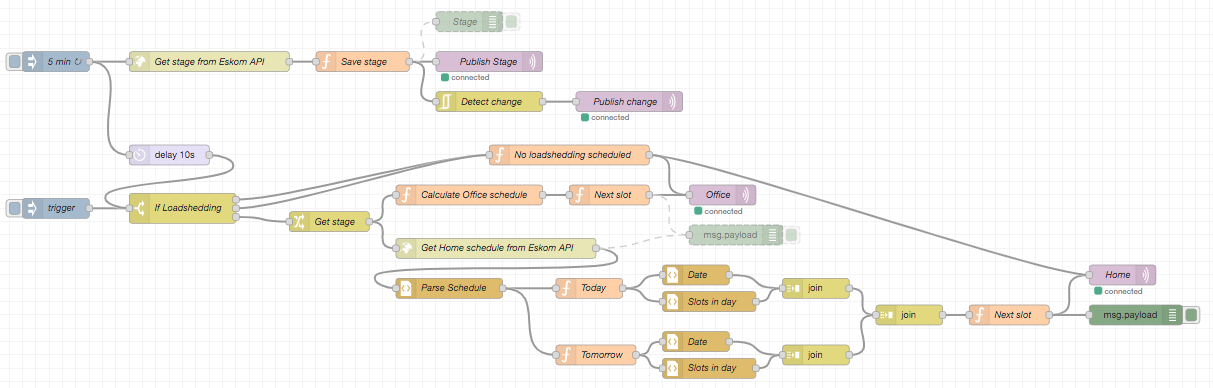 Stage
5 min ↻
Get stage from Eskom API
Save stage
Publish Stage
connected
Detect change
Publish change
connected
delay 10s
No loadshedding scheduled
trigger
If Loadshedding
Calculate Office schedule
Next slot
Office
connected
Get stage
msg.payload
Get Home schedule from Eskom API
Parse Schedule
Today
Date
Slots in day
join
Home
connected
join
Next slot
msg.payload
Tomorrow
Date
Slots in day
join